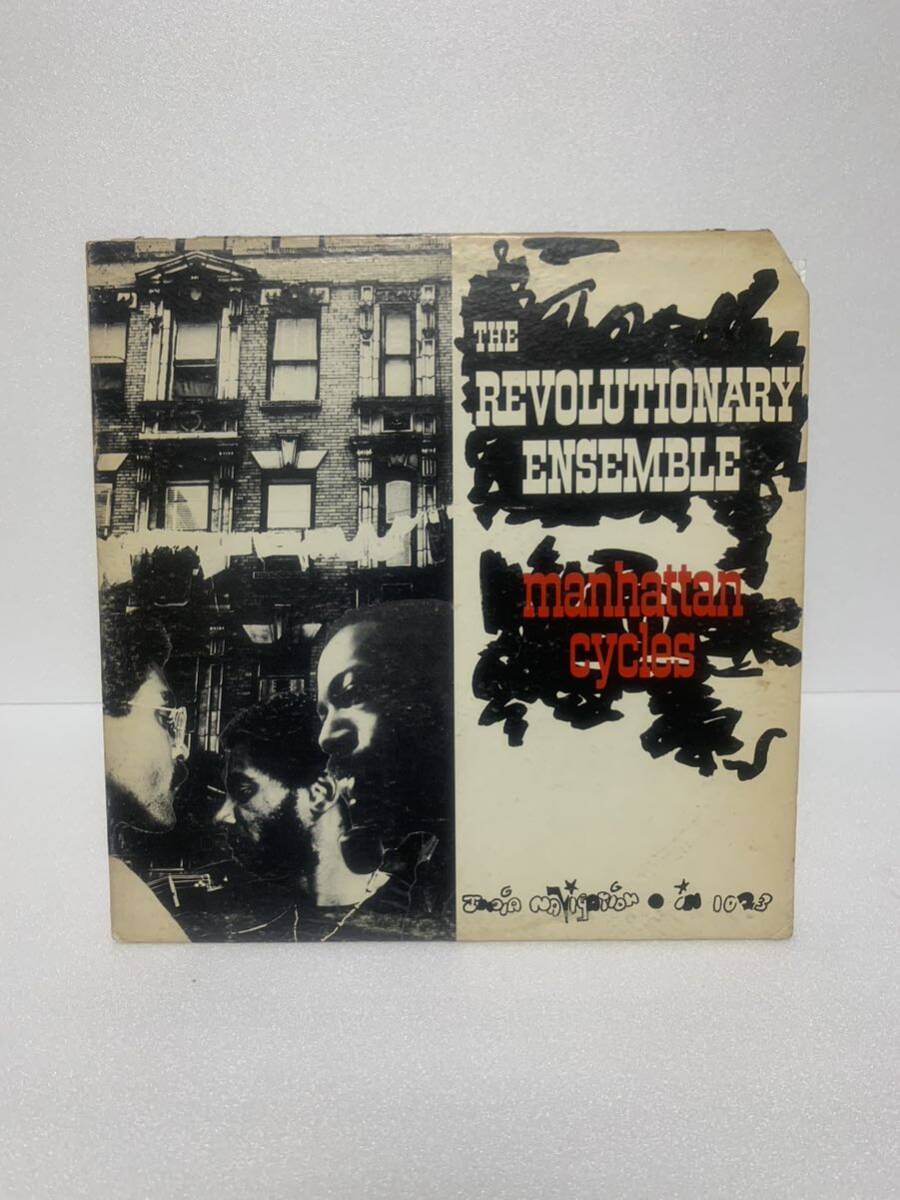 THE
REVOLUTIONARY
ENSEMBLE
manhattan
cycles
INDIA NAVIGATION • IN 1023